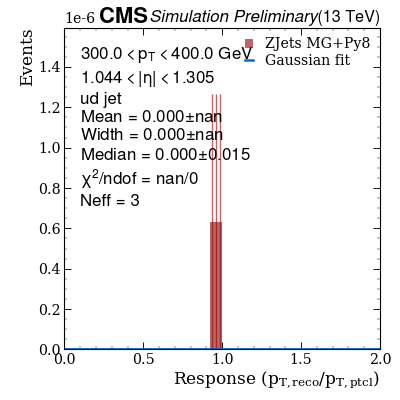 1e-6 CMS Simulation Preliminary (13 TeV)
Events
300.0 < pT < 400.0 GeV
1.044 < |η| < 1.305
ud jet
Mean = 0.000±nan
Width = 0.000±nan
Median = 0.000±0.015
χ²/ndof = nan/0
Neff = 3
ZJets MG+Py8
Gaussian fit
1.4
1.2
1.0
0.8
0.6
0.4
0.2
0.0
0.0 0.5 1.0 1.5 2.0
Response (pT,reco/pT,ptcl)